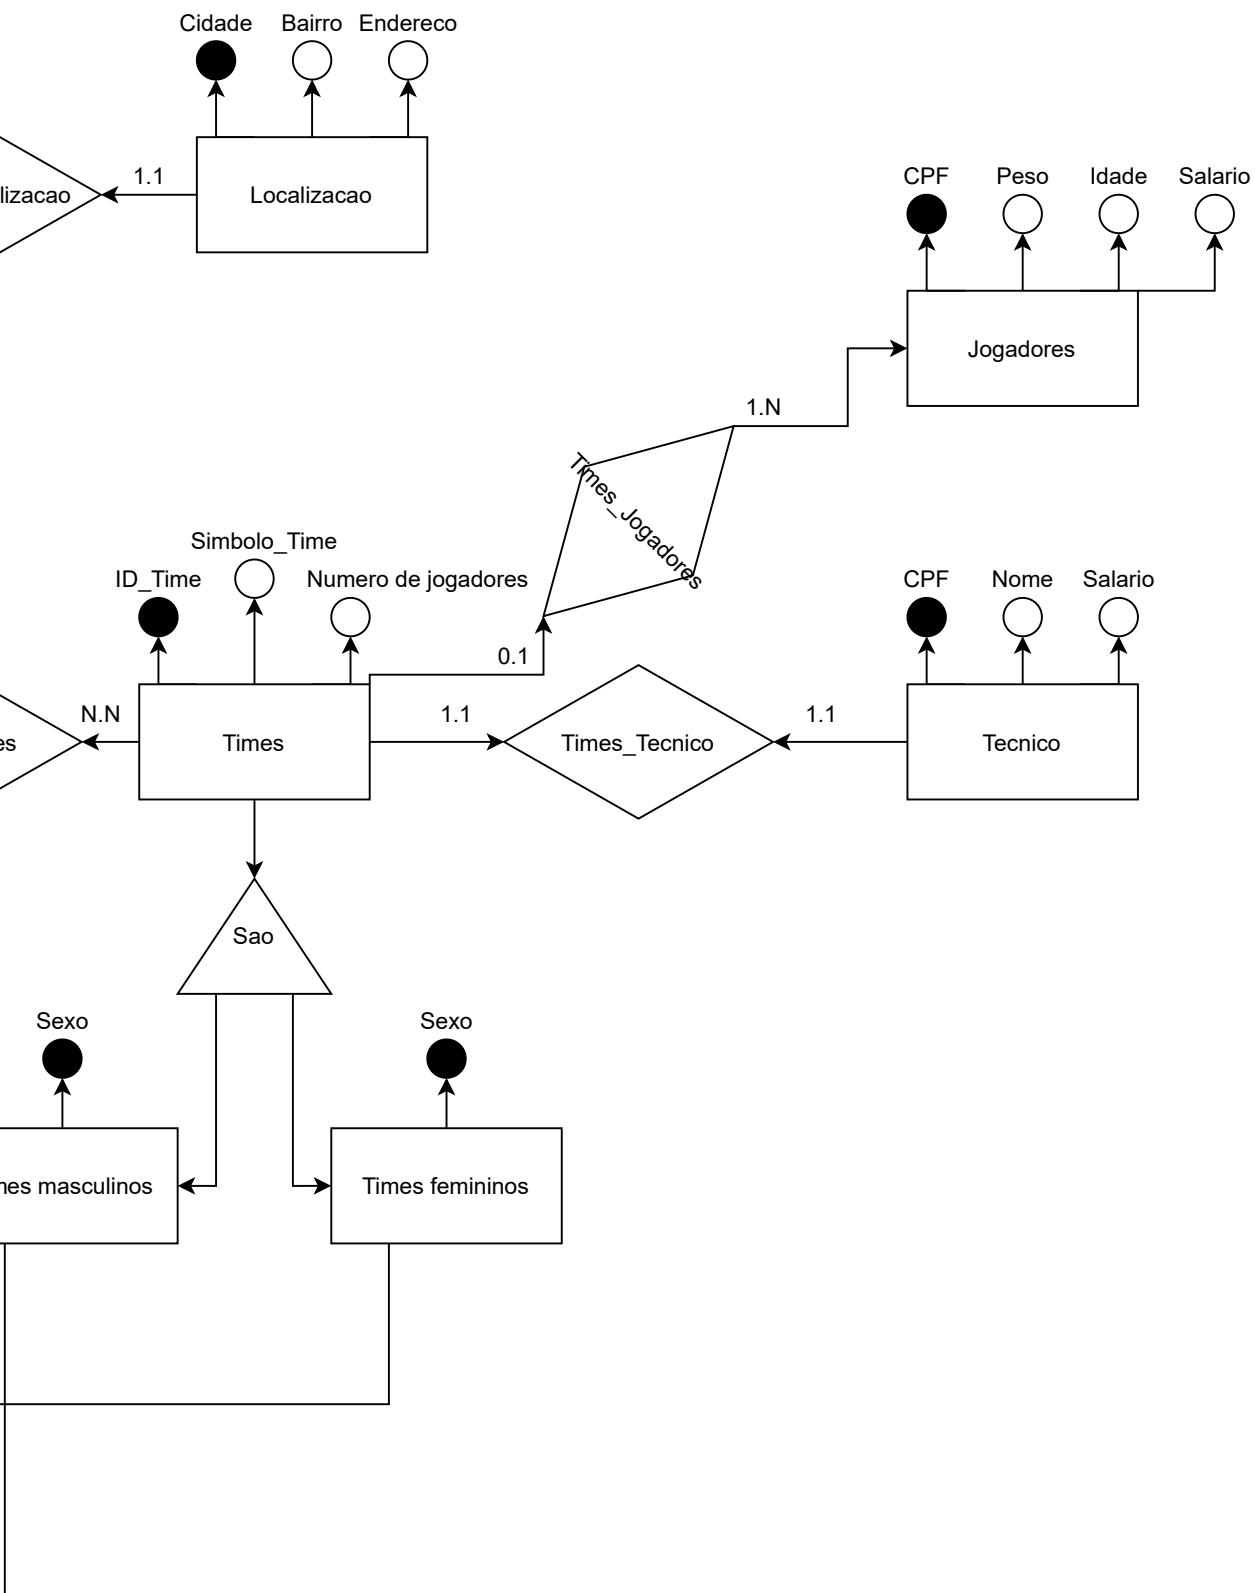 Cidade
Bairro
Endereco
1.1
lizacao
Localizacao
CPF
Peso
Idade
Salario
Jogadores
1.N
Times_Jogadores
Simbolo_Time
ID_Time
Numero de jogadores
CPF
Nome
Salario
0.1
N.N
1.1
1.1
es
Times
Times_Tecnico
Tecnico
Sao
Sexo
Sexo
mes masculinos
Times femininos